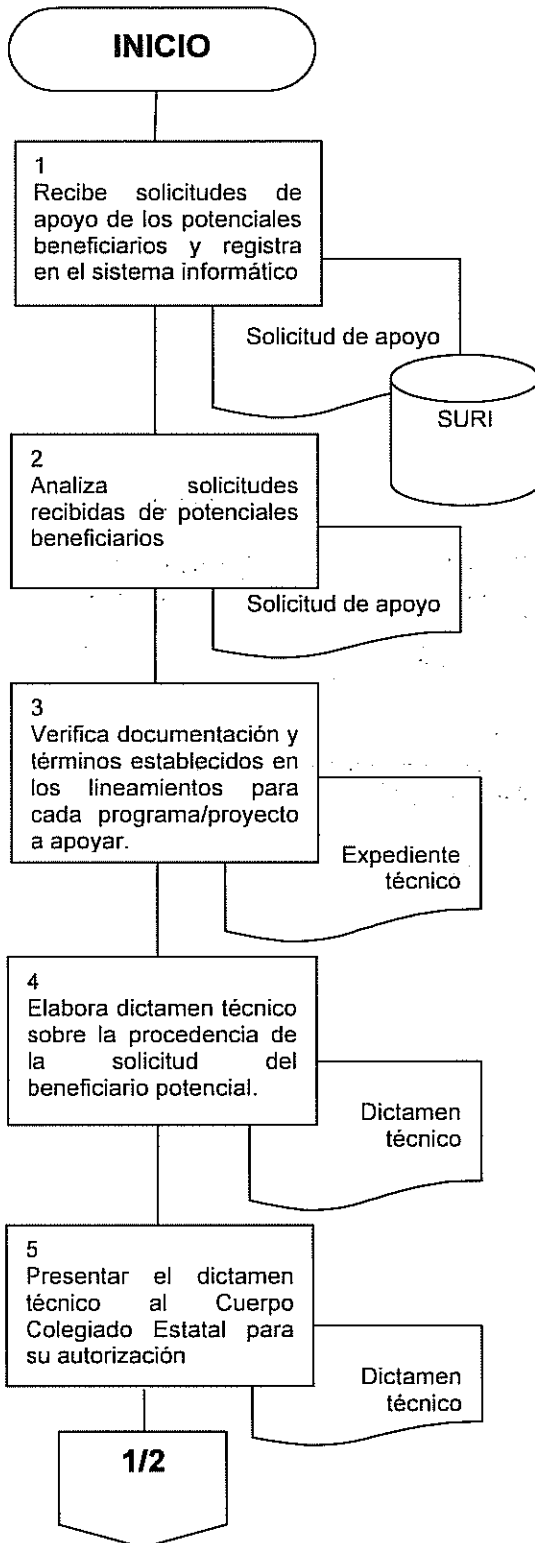 INICIO
1
Recibe solicitudes de
apoyo de los potenciales
beneficiarios y registra
en el sistema informático
Solicitud de apoyo
SURI
2
Analiza solicitudes
recibidas de potenciales
beneficiarios
Solicitud de apoyo
3
Verifica documentación y
términos establecidos en
los lineamientos para
cada programa/proyecto
a apoyar.
Expediente
técnico
4
Elabora dictamen técnico
sobre la procedencia de
la solicitud del
beneficiario potencial.
Dictamen
técnico
5
Presentar el dictamen
técnico al Cuerpo
Colegiado Estatal para
su autorización
Dictamen
técnico
1/2